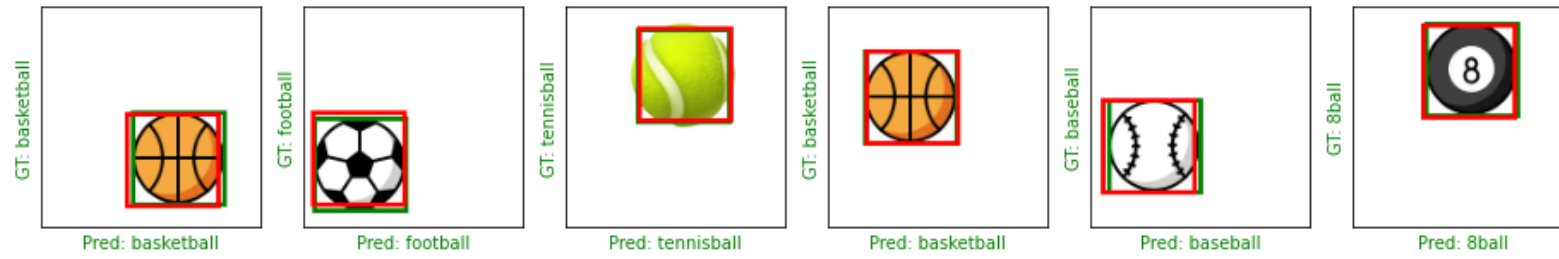 GT: basketball
Pred: basketball
GT: football
Pred: football
GT: tennisball
Pred: tennisball
GT: basketball
Pred: basketball
GT: baseball
Pred: baseball
GT: 8ball
8
Pred: 8ball